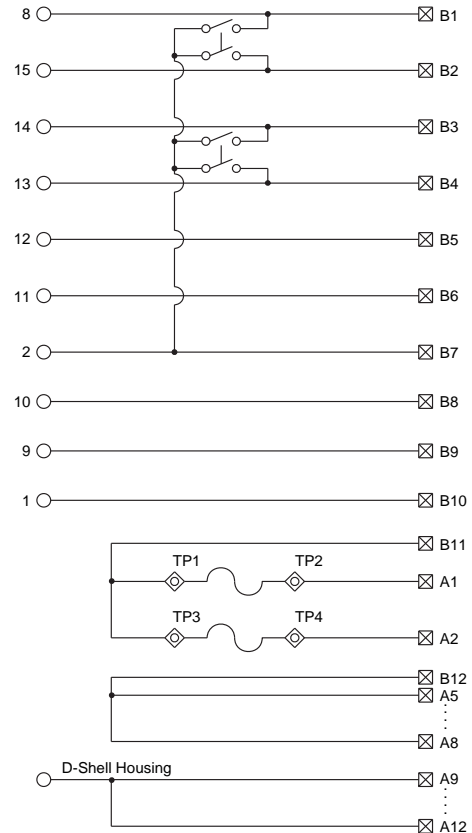 8 B1
15 B2
14 B3
13 B4
12 B5
11 B6
2 B7
10 B8
9 B9
1 B10
B11
TP1 TP2
A1
TP3 TP4
A2
B12
A5
A8
D-Shell Housing
A9
A12